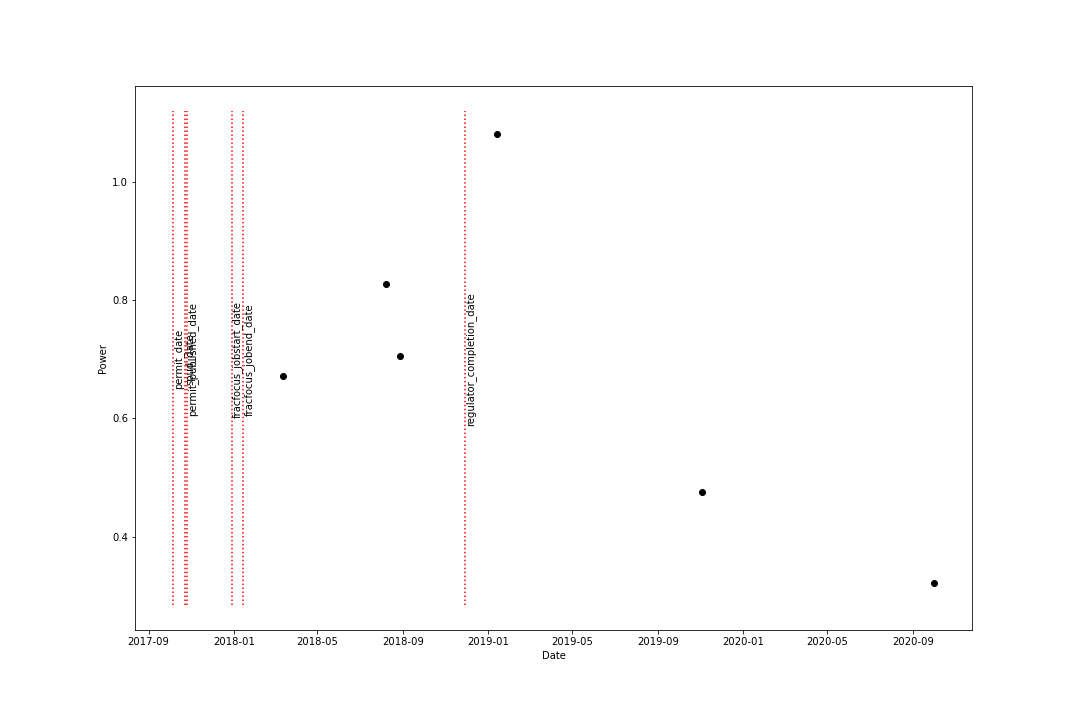 1.0
0.8
0.6
0.4
Power
permit_date
permit_published_date
fracfocus_jobstart_date
fracfocus_jobend_date
regulator_completion_date
2017-09
2018-01
2018-05
2018-09
2019-01
2019-05
2019-09
2020-01
2020-05
2020-09
Date